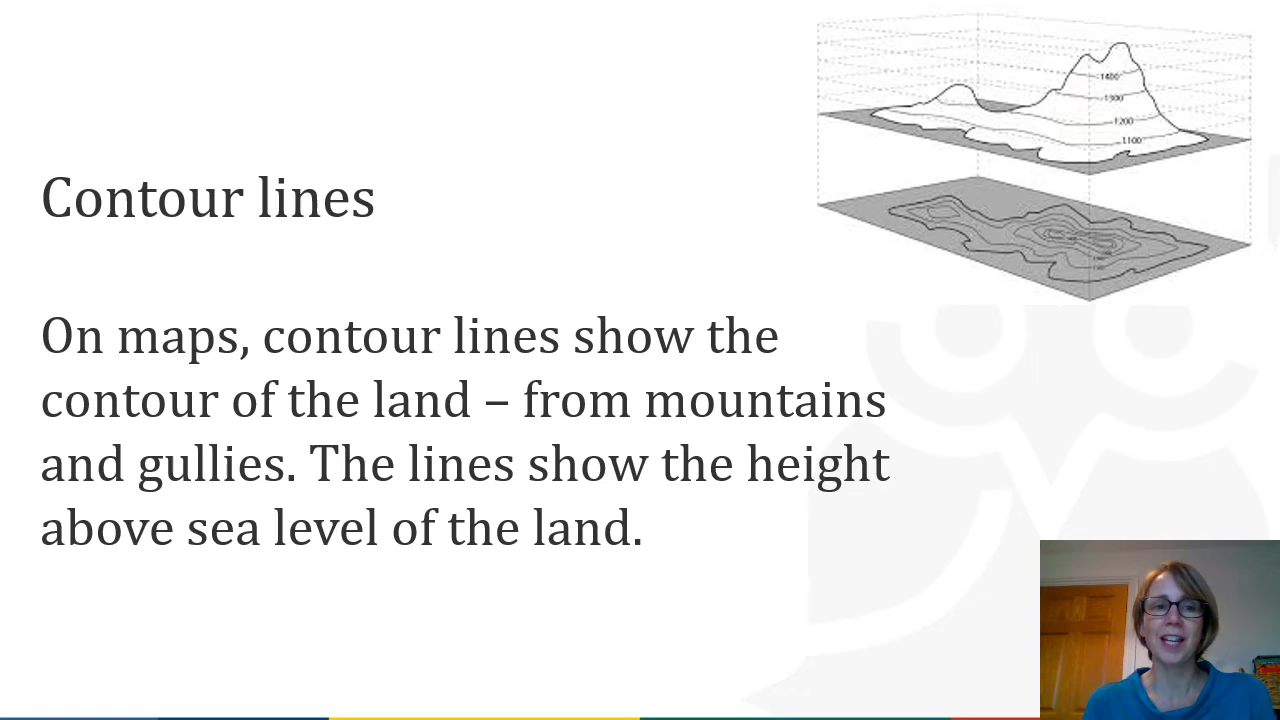 1400
1300
1200
1100
Contour lines
On maps, contour lines show the
contour of the land – from mountains
and gullies. The lines show the height
above sea level of the land.